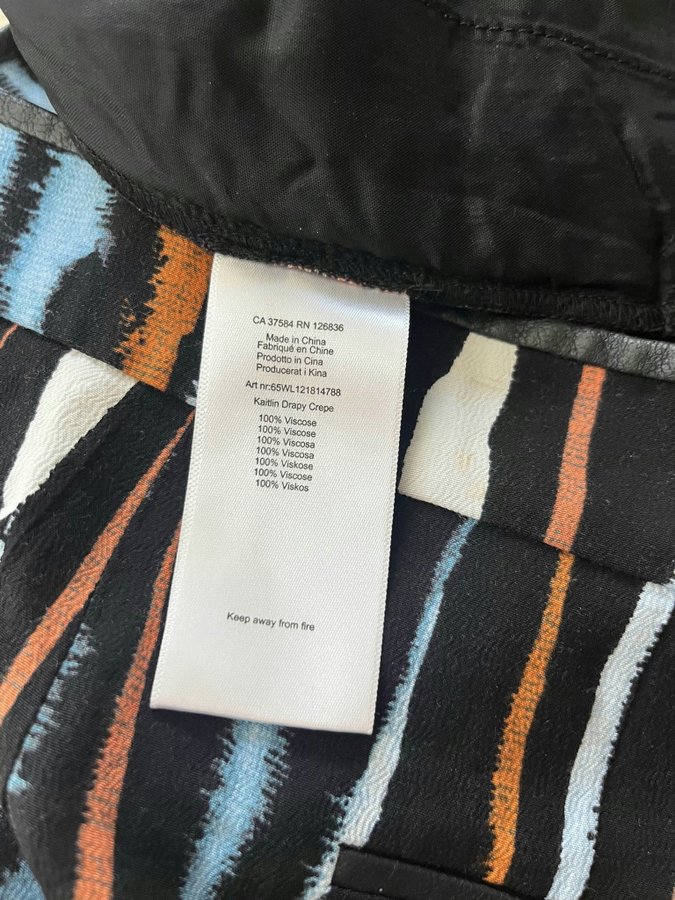 CA 37584 RN 126836
Made in China
Fabriqué en Chine
Prodotto in Cina
Producerat i Kina
Art nr:65WL121814788
Kaitlin Drapy Crepe
100% Viscose
100% Viscose
100% Viscosa
100% Viscosa
100% Viskose
100% Viscose
100% Viskos
Keep away from fire